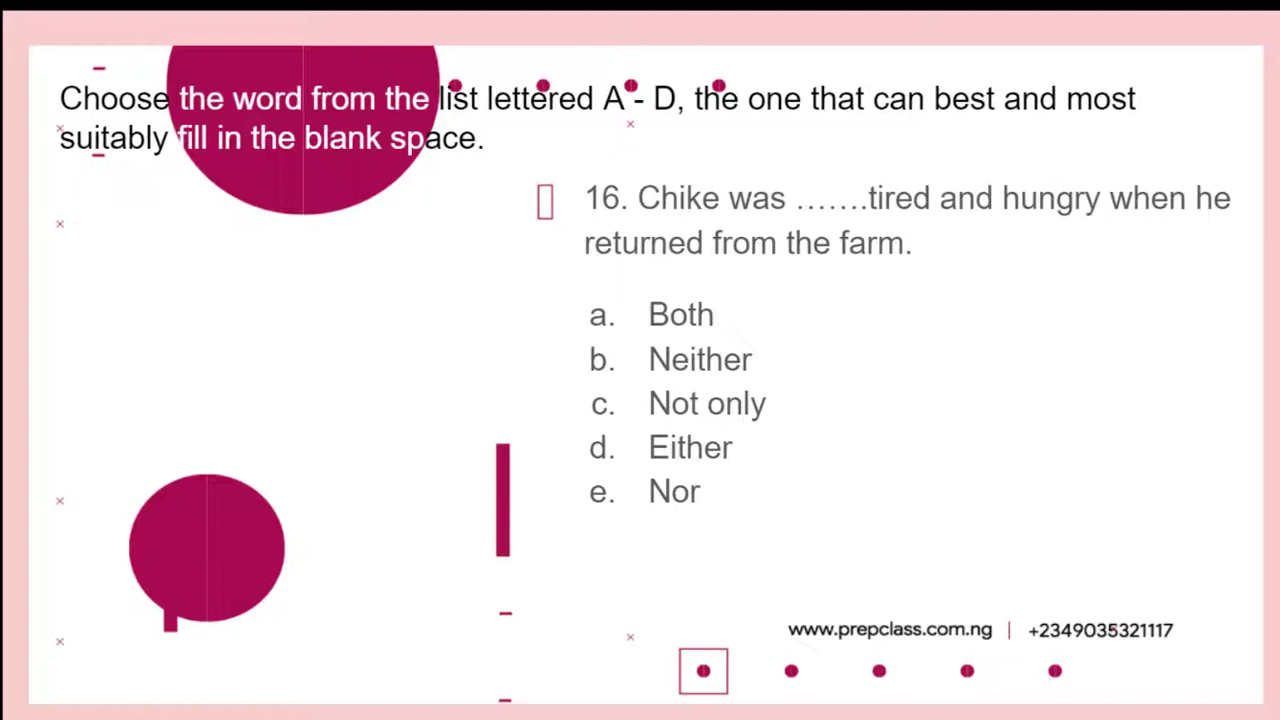 Choose the word from the list lettered A - D, the one that can best and most
suitably fill in the blank space.
16. Chike was …….tired and hungry when he
returned from the farm.
a. Both
b. Neither
c. Not only
d. Either
e. Nor
www.prepclass.com.ng | +2349035321117